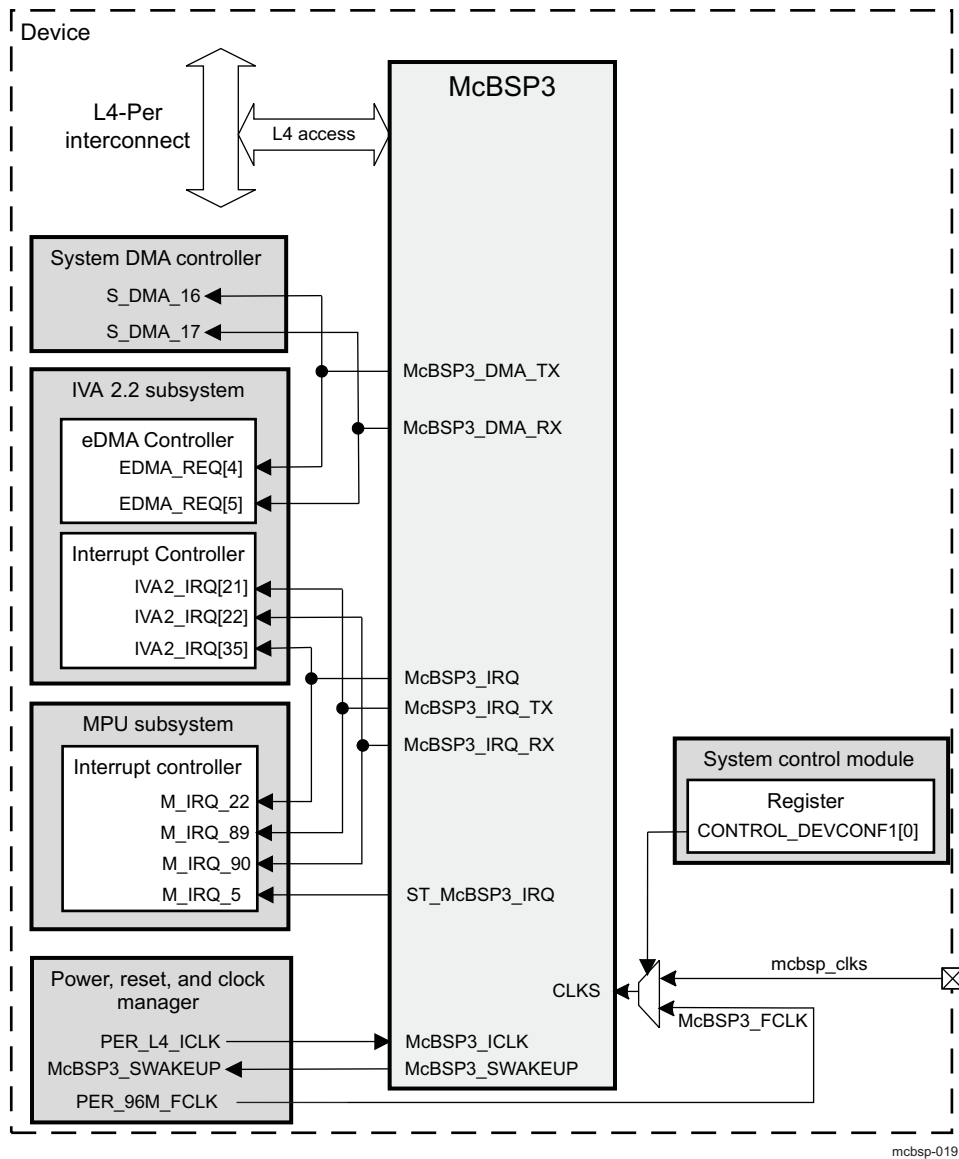 Device
McBSP3
L4-Per
interconnect
L4 access
System DMA controller
S_DMA_16
S_DMA_17
McBSP3_DMA_TX
McBSP3_DMA_RX
IVA 2.2 subsystem
eDMA Controller
EDMA_REQ[4]
EDMA_REQ[5]
Interrupt Controller
IVA2_IRQ[21]
IVA2_IRQ[22]
IVA2_IRQ[35]
McBSP3_IRQ
McBSP3_IRQ_TX
McBSP3_IRQ_RX
MPU subsystem
Interrupt controller
M_IRQ_22
M_IRQ_89
M_IRQ_90
M_IRQ_5
ST_McBSP3_IRQ
System control module
Register
CONTROL_DEVCONF1[0]
mcbsp_clks
CLKS
McBSP3_FCLK
Power, reset, and clock
manager
PER_L4_ICLK
McBSP3_ICLK
McBSP3_SWAKEUP
McBSP3_SWAKEUP
PER_96M_FCLK
mcbsp-019